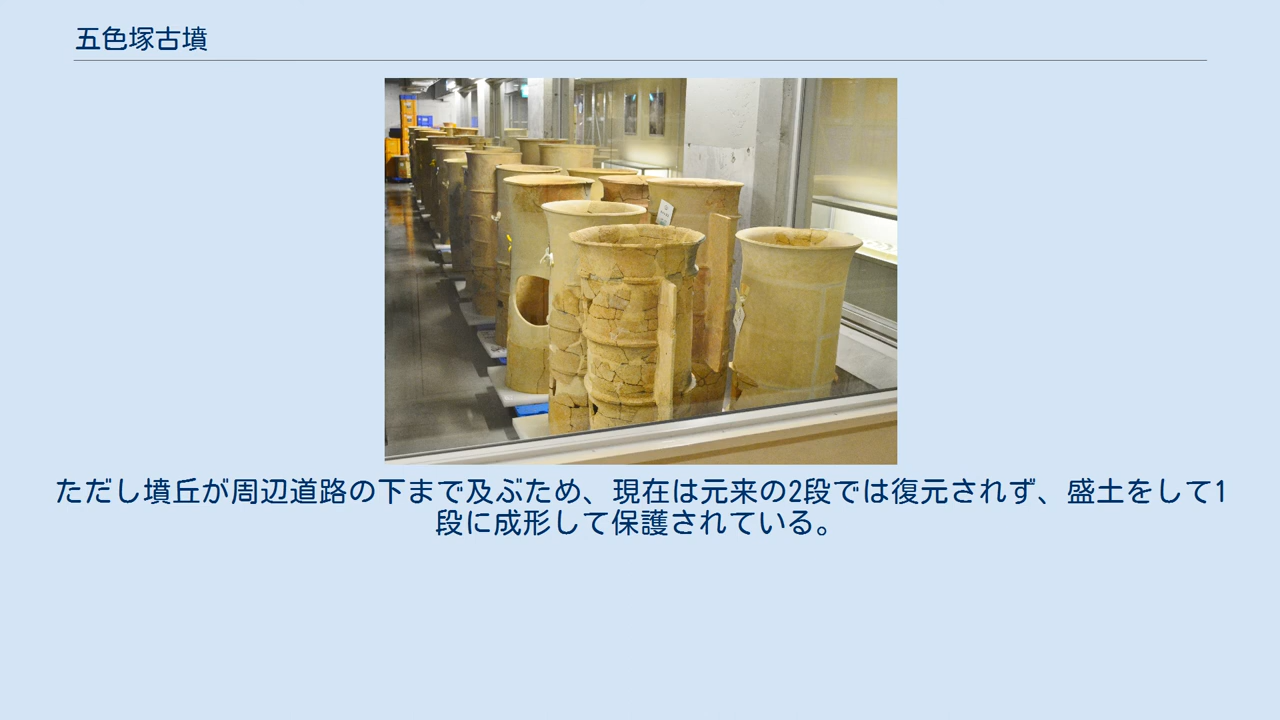 五色塚古墳
ただし墳丘が周辺道路の下まで及ぶため、現在は元来の2段では復元されず、盛土をして1
段に成形して保護されている。